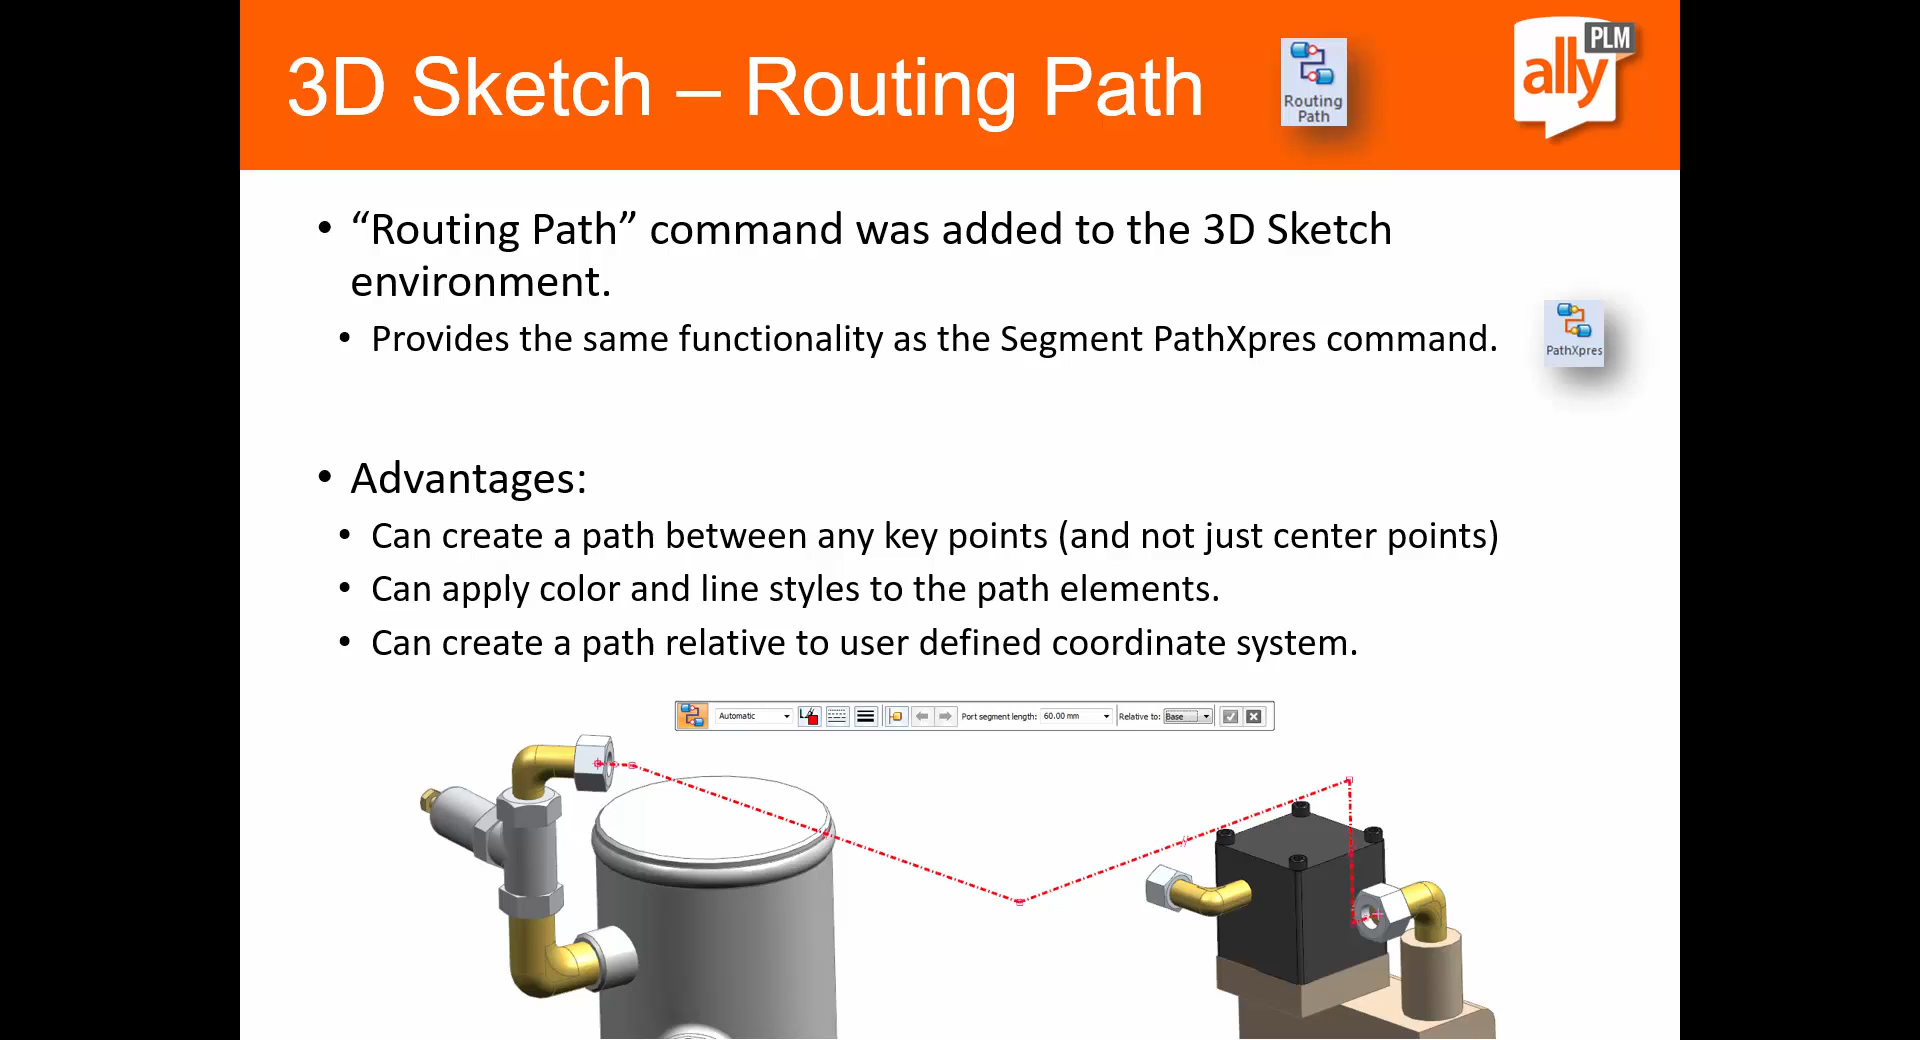 3D Sketch – Routing Path
Routing
Path
ally
PLM
• “Routing Path” command was added to the 3D Sketch
environment.
• Provides the same functionality as the Segment PathXpres command.
PathXpres
• Advantages:
• Can create a path between any key points (and not just center points)
• Can apply color and line styles to the path elements.
• Can create a path relative to user defined coordinate system.
Automatic Port segment length: 60.00 mm Relative to: Base